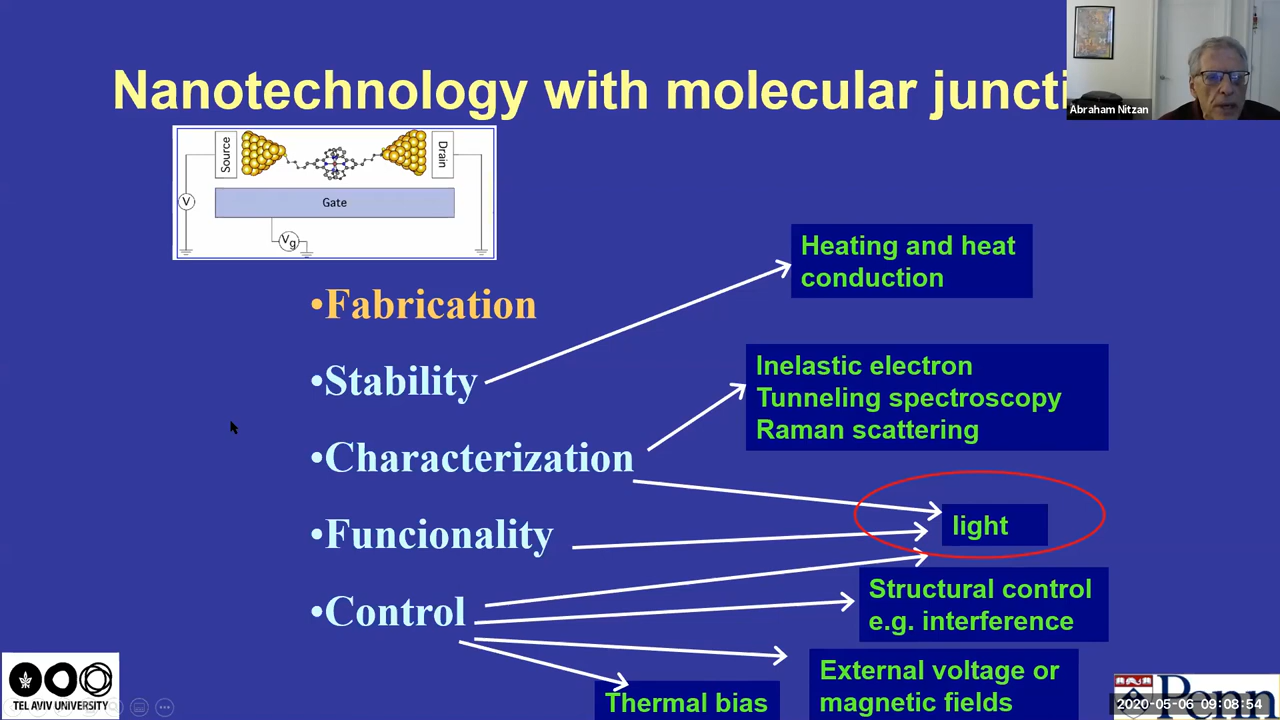 Nanotechnology with molecular juncti
Abraham Nitzan
Source
Drain
Gate
V
Vg
•Fabrication
•Stability
•Characterization
•Funcionality
•Control
Heating and heat
conduction
Inelastic electron
Tunneling spectroscopy
Raman scattering
light
Structural control
e.g. interference
External voltage or
magnetic fields
Thermal bias
TEL AVIV UNIVERSITY
Penn
2020-05-06 09:08:54